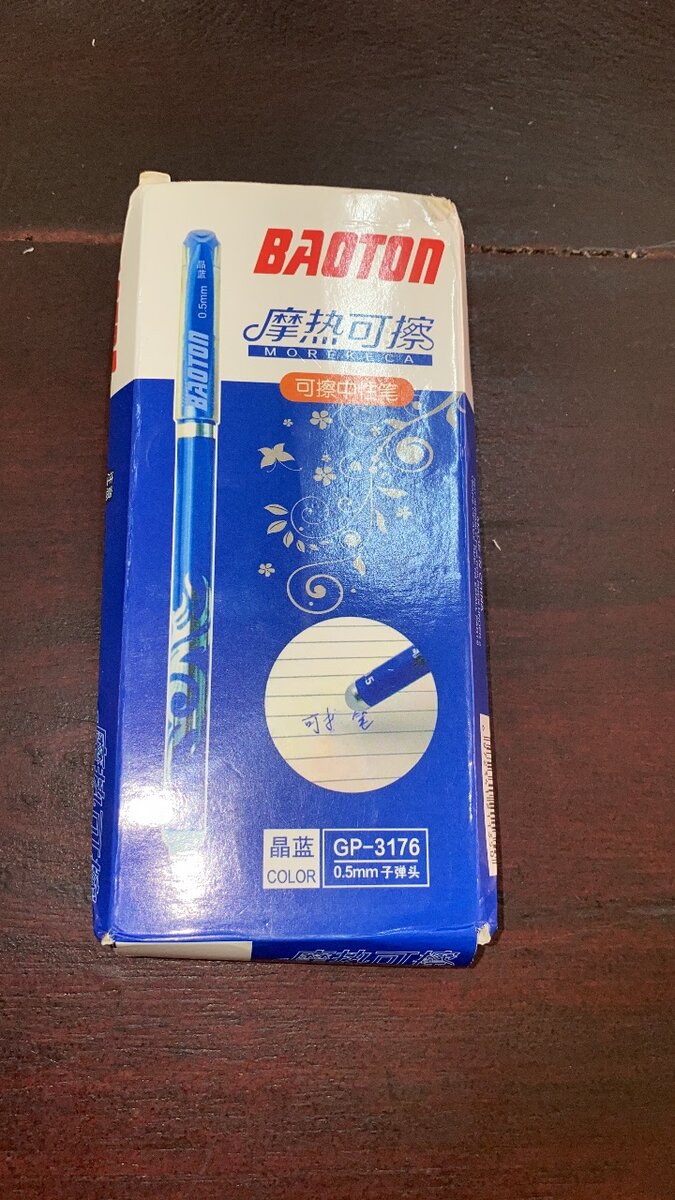 BAOTON
摩热可擦
MOREKECA
可擦中性笔
晶蓝 0.5mm
BAOTON
晶蓝
COLOR
GP-3176
0.5mm 子弹头
摩热可擦